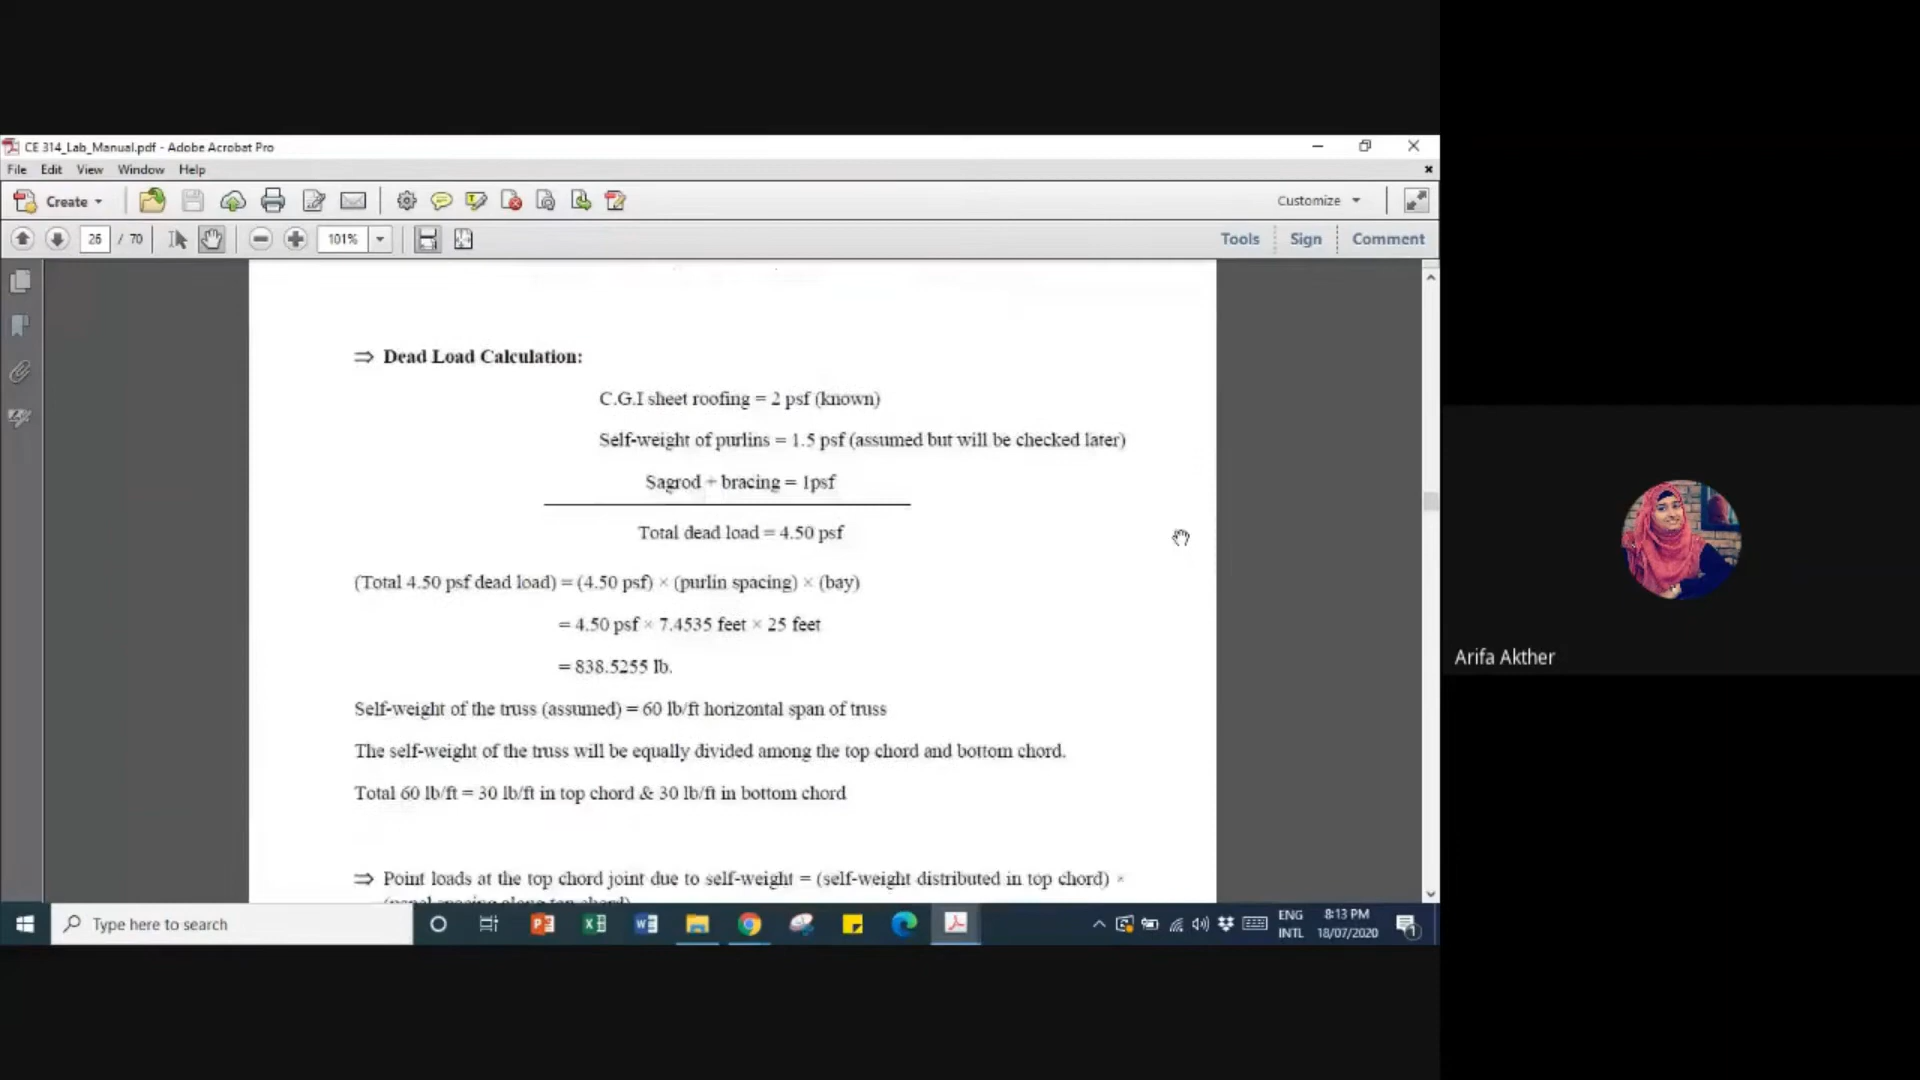 CE 314_Lab_Manual.pdf - Adobe Acrobat Pro
File Edit View Window Help
Create
Customize
26 / 70
101%
Tools Sign Comment
⇒ Dead Load Calculation:
C.G.I sheet roofing = 2 psf (known)
Self-weight of purlins = 1.5 psf (assumed but will be checked later)
Sagrod + bracing = 1psf
Total dead load = 4.50 psf
(Total 4.50 psf dead load) = (4.50 psf) × (purlin spacing) × (bay)
= 4.50 psf × 7.4535 feet × 25 feet
= 838.5255 lb.
Self-weight of the truss (assumed) = 60 lb/ft horizontal span of truss
The self-weight of the truss will be equally divided among the top chord and bottom chord.
Total 60 lb/ft = 30 lb/ft in top chord & 30 lb/ft in bottom chord
⇒ Point loads at the top chord joint due to self-weight = (self-weight distributed in top chord) ×
(panel spacing along top chord)
Arifa Akther
Type here to search
ENG
INTL
8:13 PM
18/07/2020
1